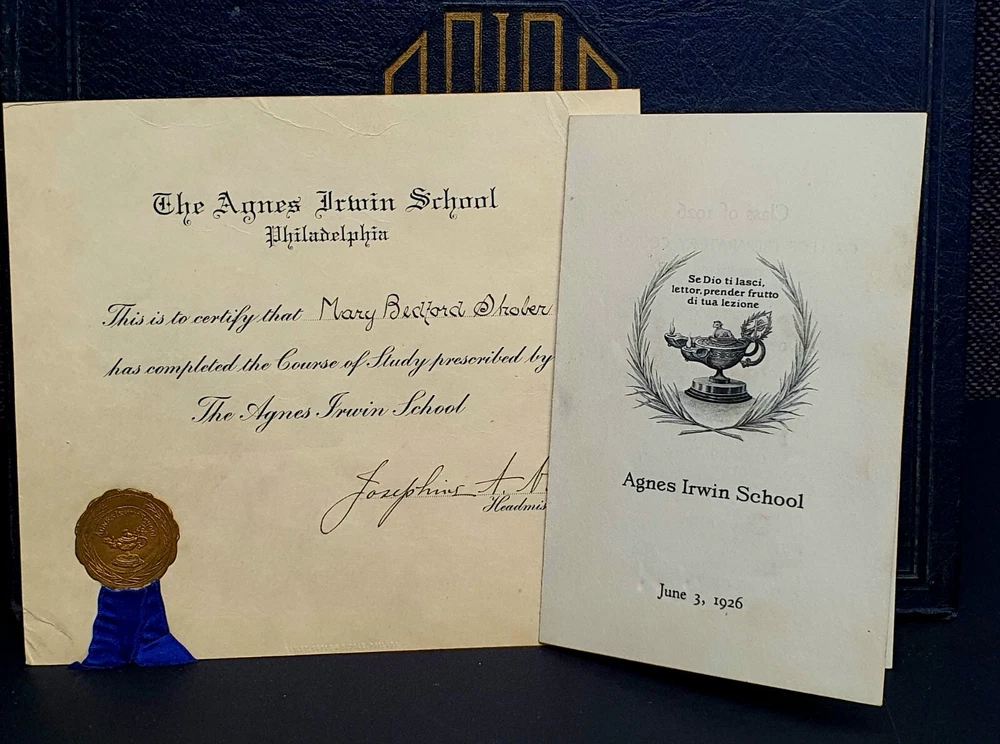 The Agnes Irwin School
Philadelphia
This is to certify that Mary Bedford Strober
has completed the Course of Study prescribed by
The Agnes Irwin School
Josephine A. N
Headmis
Class of 1926
Se Dio ti lasci,
lettor, prender frutto
di tua lezione
Agnes Irwin School
June 3, 1926